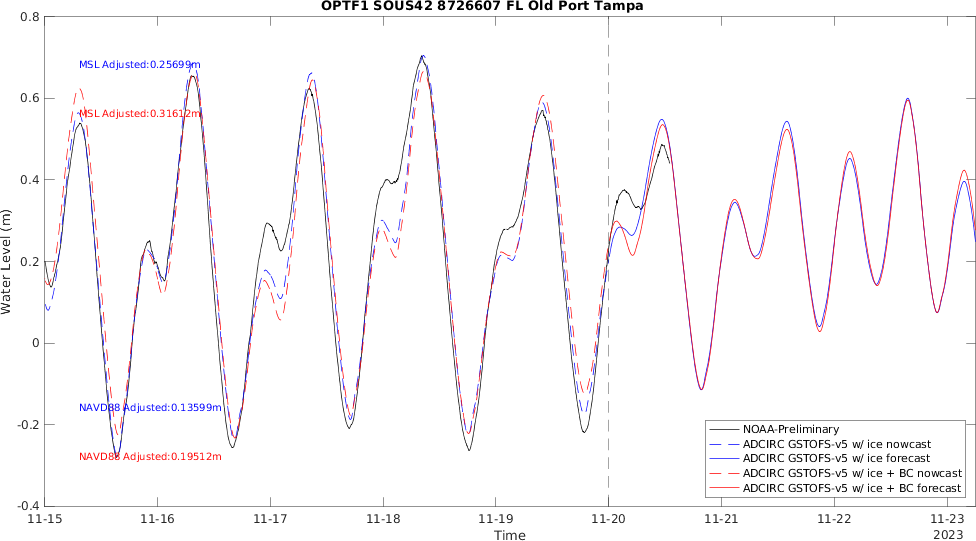 OPTF1 SOUS42 8726607 FL Old Port Tampa
0.8
MSL Adjusted:0.25699m
0.6
MSL Adjusted:0.31612m
0.4
0.2
Water Level (m)
0
NAVD88 Adjusted:0.13599m
-0.2
NAVD88 Adjusted:0.19512m
-0.4
NOAA-Preliminary
ADCIRC GSTOFS-v5 w/ ice nowcast
ADCIRC GSTOFS-v5 w/ ice forecast
ADCIRC GSTOFS-v5 w/ ice + BC nowcast
ADCIRC GSTOFS-v5 w/ ice + BC forecast
11-15 11-16 11-17 11-18 11-19 11-20 11-21 11-22 11-23
Time
2023